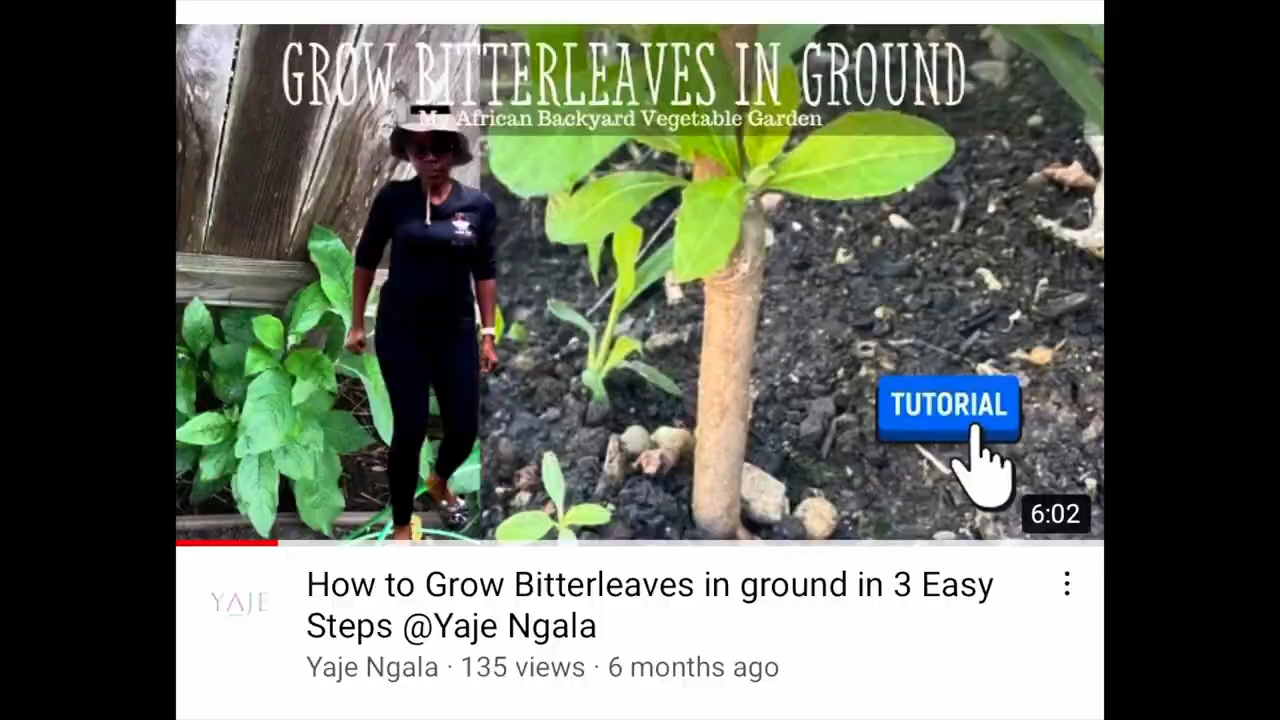 GROW BITTERLEAVES IN GROUND
My African Backyard Vegetable Garden
TUTORIAL
6:02
YAJE
How to Grow Bitterleaves in ground in 3 Easy
Steps @Yaje Ngala
Yaje Ngala · 135 views · 6 months ago